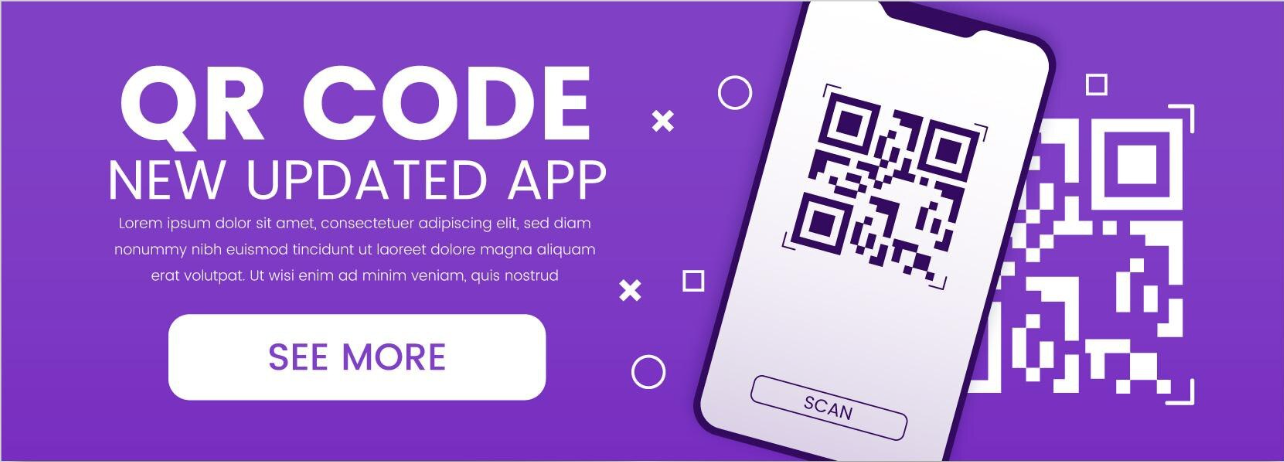 QR CODE
NEW UPDATED APP
Lorem ipsum dolor sit amet, consectetuer adipiscing elit, sed diam
nonummy nibh euismod tincidunt ut laoreet dolore magna aliquam
erat volutpat. Ut wisi enim ad minim veniam, quis nostrud
SEE MORE
SCAN